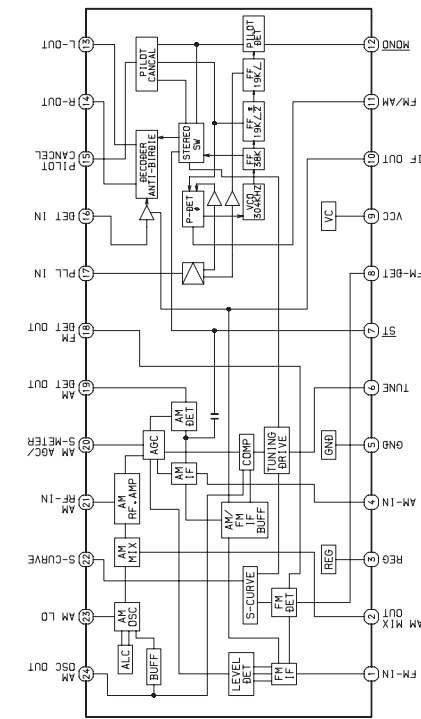 L-OUT
13
R-OUT
14
PILOT
CANCEL
15
DET IN
16
PLL IN
17
FM
DET OUT
18
AM
DET OUT
19
AM AGC/
S-METER
20
AM
RF-IN
21
S-CURVE
22
AM LO
23
AM
OSC OUT
24
PILOT
CANCAL
DECODER
ANTI-BIRDIE
STEREO
SW
PILOT
DET
FF
19K∠
FF π
19K/∠2
FF
38K
P-DET
φ
VCO
304KHZ
VC
AM
DET
AGC
AM
IF
COMP
TUNING
DRIVE
GND
AM
RF.AMP
AM/
FM
IF
BUFF
AM
MIX
REG
S-CURVE
AM
OSC
FM
DET
ALC
BUFF
LEVEL
DET
FM
IF
12
MONO
11
FM/AM
10
IF OUT
9
VCC
8
FM-DET
7
ST
6
TUNE
5
GND
4
AM-IN
3
REG
2
AM MIX
OUT
1
FM-IN